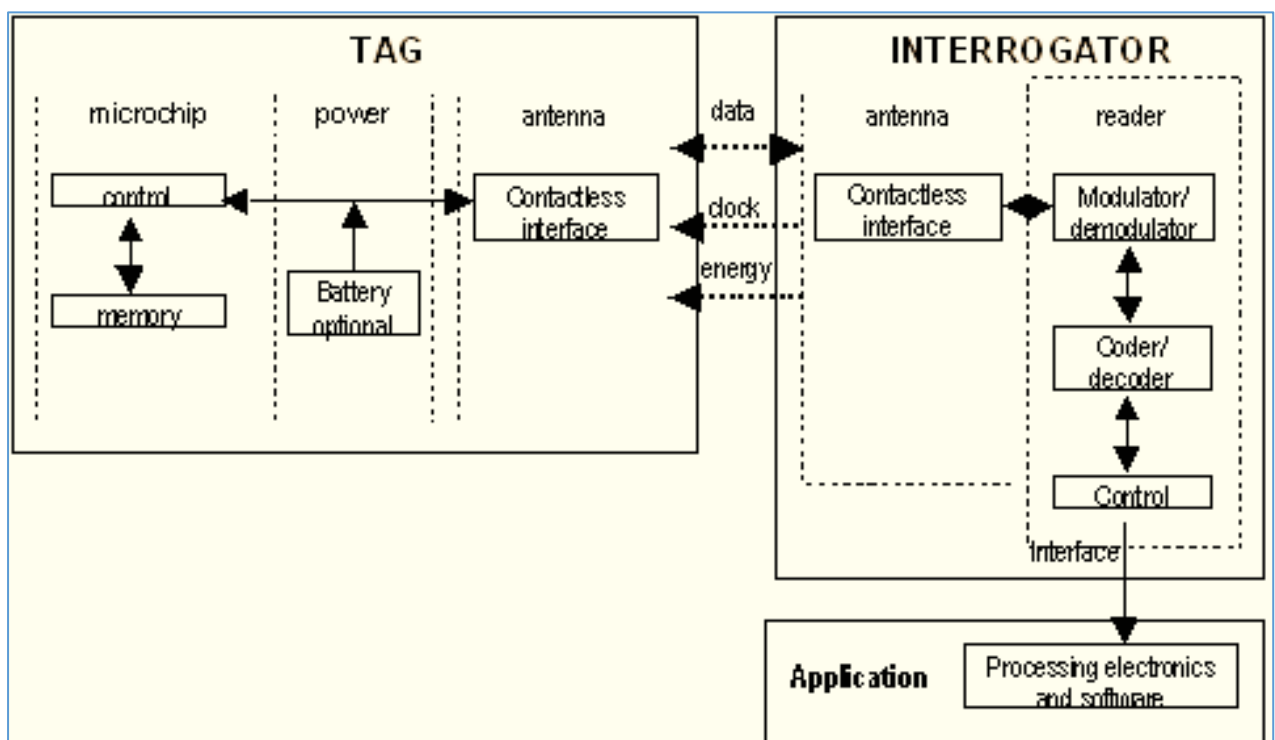 TAG
microchip
power
antenna
control
memory
Battery
optional
Contactless
interface
data
clock
energy
INTERROGATOR
antenna
reader
Contactless
interface
Modulator/
demodulator
Coder/
decoder
Control
Interface
Application
Processing electronics
and software